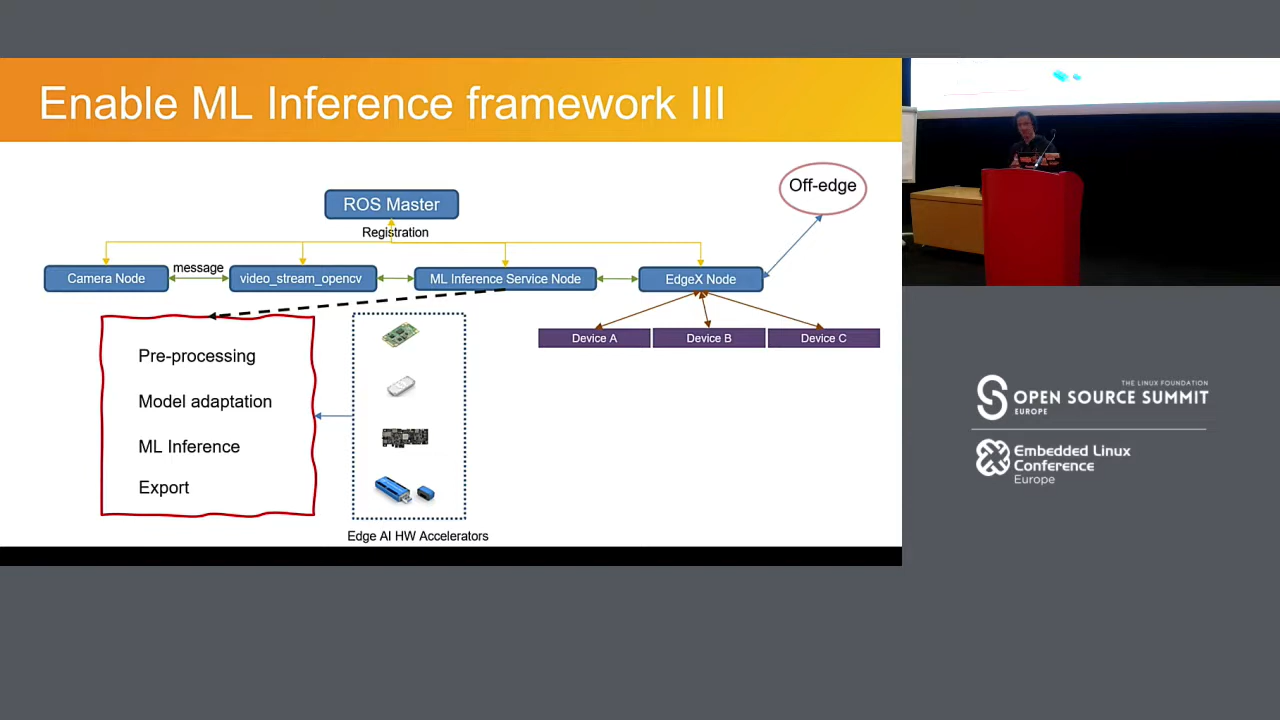 Enable ML Inference framework III
Off-edge
ROS Master
Registration
Camera Node
message
video_stream_opencv
ML Inference Service Node
EdgeX Node
Device A
Device B
Device C
Pre-processing
Model adaptation
ML Inference
Export
Edge AI HW Accelerators
THE LINUX FOUNDATION
OPEN SOURCE SUMMIT
EUROPE
Embedded Linux
Conference
Europe